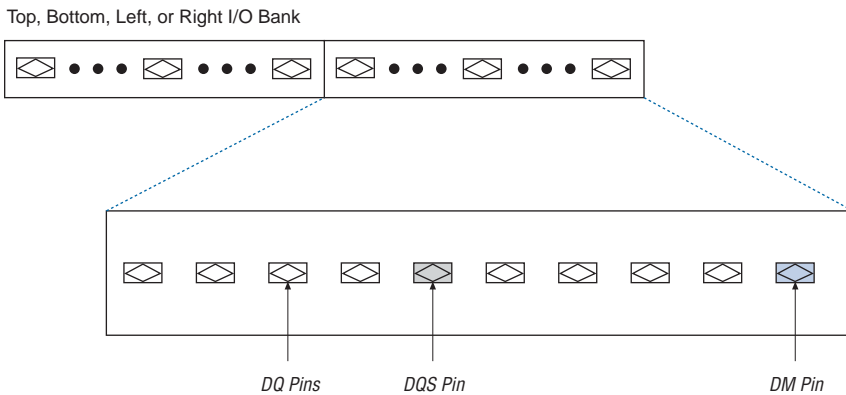 Top, Bottom, Left, or Right I/O Bank
DQ Pins
DQS Pin
DM Pin